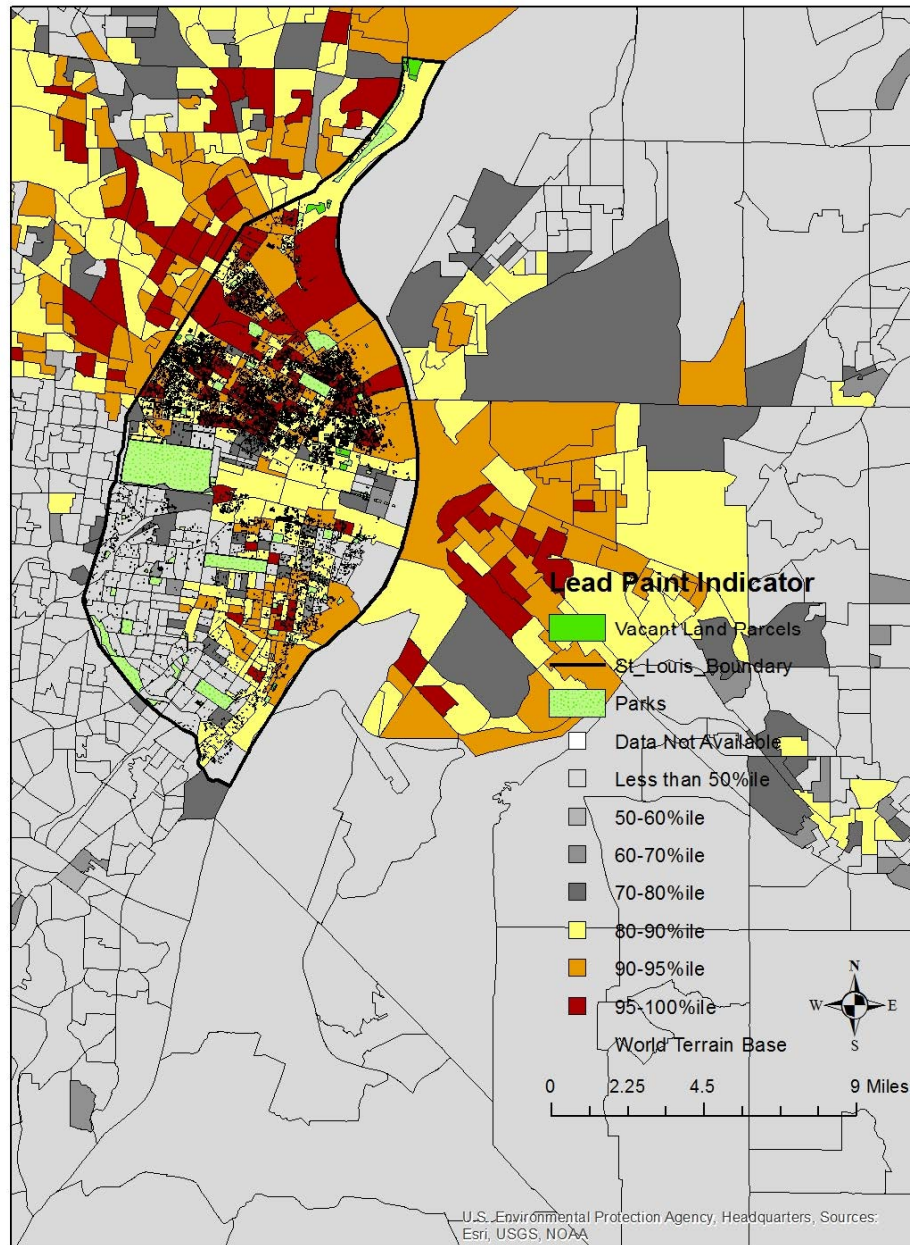 Lead Paint Indicator
Vacant Land Parcels
St_Louis_Boundary
Parks
Data Not Available
Less than 50%ile
50-60%ile
60-70%ile
70-80%ile
80-90%ile
90-95%ile
95-100%ile
World Terrain Base
N
W E
S
0 2.25 4.5 9 Miles
U.S. Environmental Protection Agency, Headquarters, Sources:
Esri, USGS, NOAA